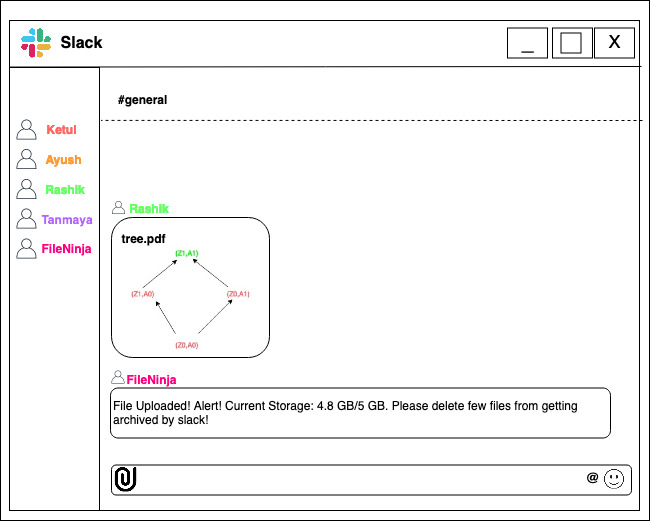 Slack
_ X
#general
Ketul
Ayush
Rashik
Tanmaya
FileNinja
Rashik
tree.pdf
(Z1,A1)
(Z1,A0) (Z0,A1)
(Z0,A0)
FileNinja
File Uploaded! Alert! Current Storage: 4.8 GB/5 GB. Please delete few files from getting
archived by slack!
@